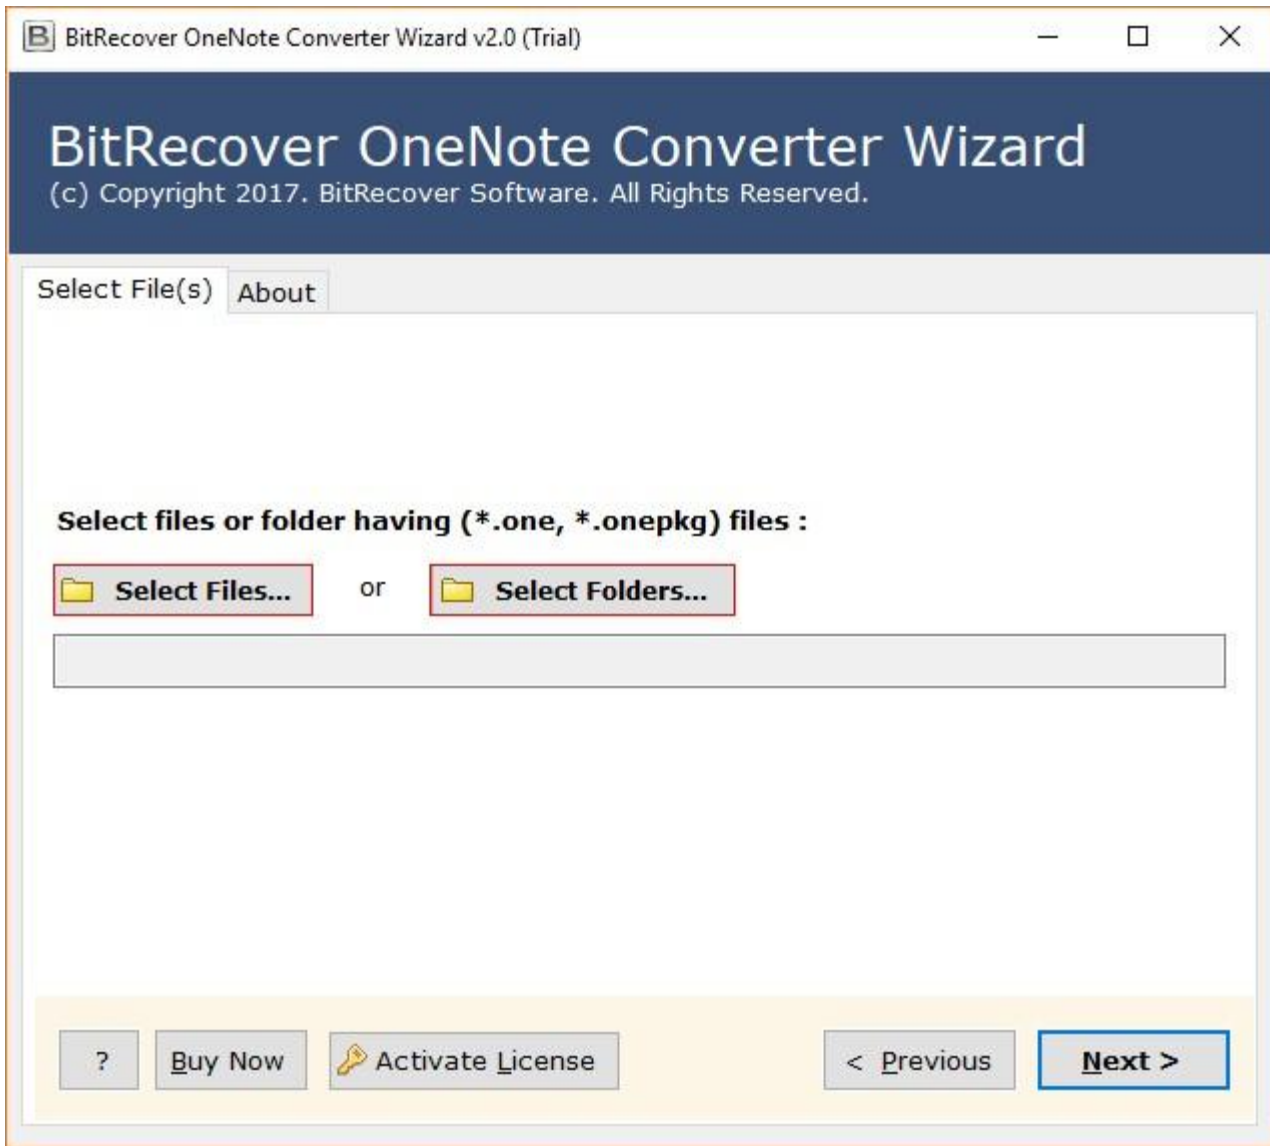 BitRecover OneNote Converter Wizard v2.0 (Trial)
BitRecover OneNote Converter Wizard
(c) Copyright 2017. BitRecover Software. All Rights Reserved.
Select File(s) About
Select files or folder having (*.one, *.onepkg) files :
Select Files... or Select Folders...
? Buy Now Activate License < Previous Next >